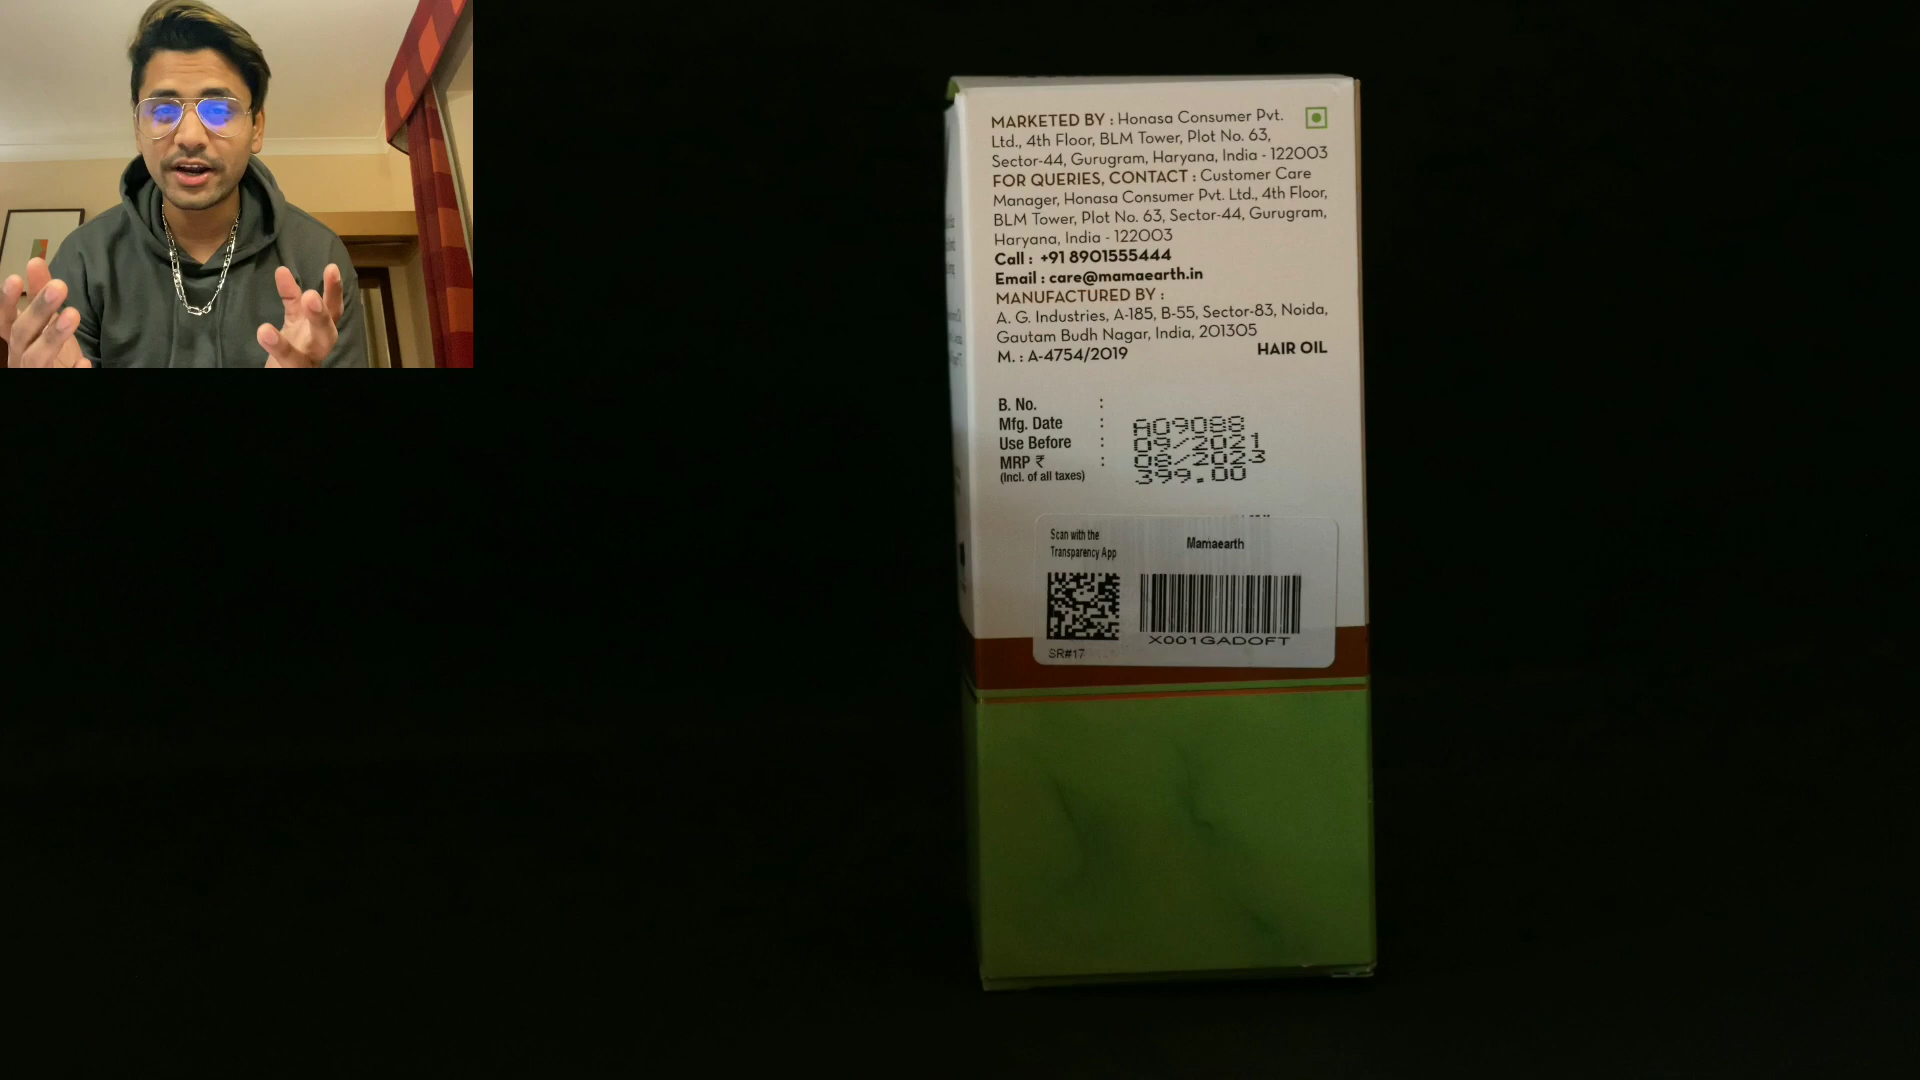 MARKETED BY : Honasa Consumer Pvt.
Ltd., 4th Floor, BLM Tower, Plot No. 63,
Sector-44, Gurugram, Haryana, India - 122003
FOR QUERIES, CONTACT : Customer Care
Manager, Honasa Consumer Pvt. Ltd., 4th Floor,
BLM Tower, Plot No. 63, Sector-44, Gurugram,
Haryana, India - 122003
Call : +91 8901555444
Email : care@mamaearth.in
MANUFACTURED BY :
A. G. Industries, A-185, B-55, Sector-83, Noida,
Gautam Budh Nagar, India, 201305
M. : A-4754/2019 HAIR OIL
B. No. : A09088
Mfg. Date : 09/2021
Use Before : 08/2023
MRP ₹ : 399.00
(Incl. of all taxes)
Scan with the
Transparency App
Mamaearth
X001GADOFT
SR#17